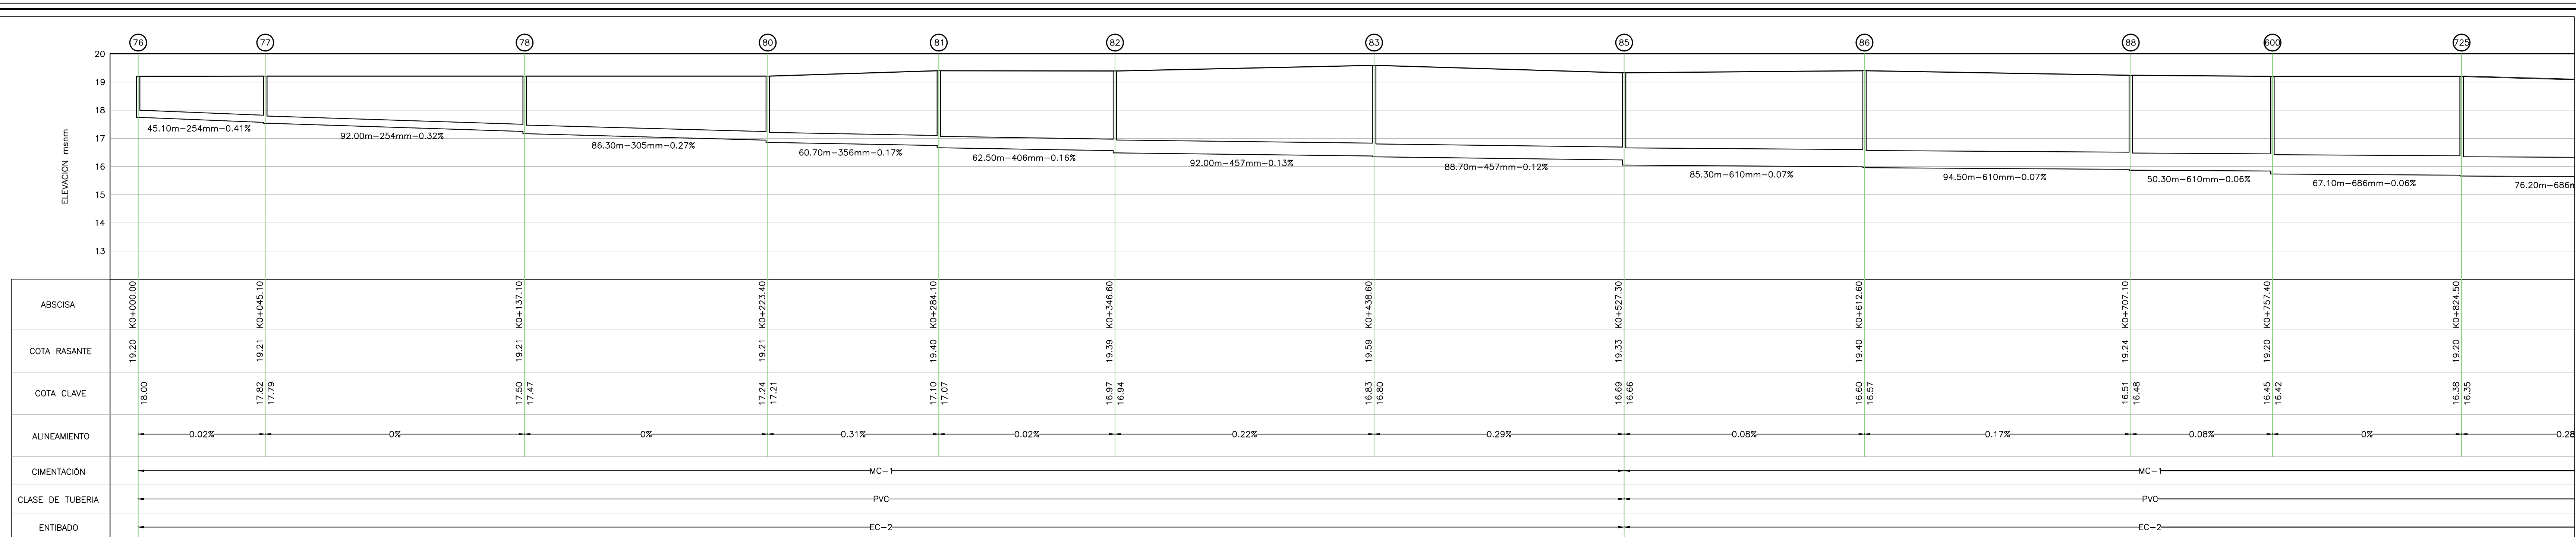 76 77 78 80 81 82 83 85 86 88 600 725
20
19
18
17
16
15
14
13
ELEVACION msnm
45.10m-254mm-0.41%
92.00m-254mm-0.32%
86.30m-305mm-0.27%
60.70m-356mm-0.17%
62.50m-406mm-0.16%
92.00m-457mm-0.13%
88.70m-457mm-0.12%
85.30m-610mm-0.07%
94.50m-610mm-0.07%
50.30m-610mm-0.06%
67.10m-686mm-0.06%
76.20m-686m
ABSCISA K0+000.00 K0+045.10 K0+137.10 K0+223.40 K0+284.10 K0+346.60 K0+438.60 K0+527.30 K0+612.60 K0+707.10 K0+757.40 K0+824.50
COTA RASANTE 19.20 19.21 19.21 19.21 19.40 19.39 19.59 19.33 19.40 19.24 19.20 19.20
COTA CLAVE 18.00 17.82 17.79 17.50 17.47 17.24 17.21 17.10 17.07 16.97 16.94 16.83 16.80 16.69 16.66 16.60 16.57 16.51 16.48 16.45 16.42 16.38 16.35
ALINEAMIENTO 0.02% 0% 0% 0.31% 0.02% 0.22% 0.29% 0.08% 0.17% 0.08% 0% 0.28
CIMENTACIÓN MC-1 MC-1
CLASE DE TUBERIA PVC PVC
ENTIBADO EC-2 EC-2